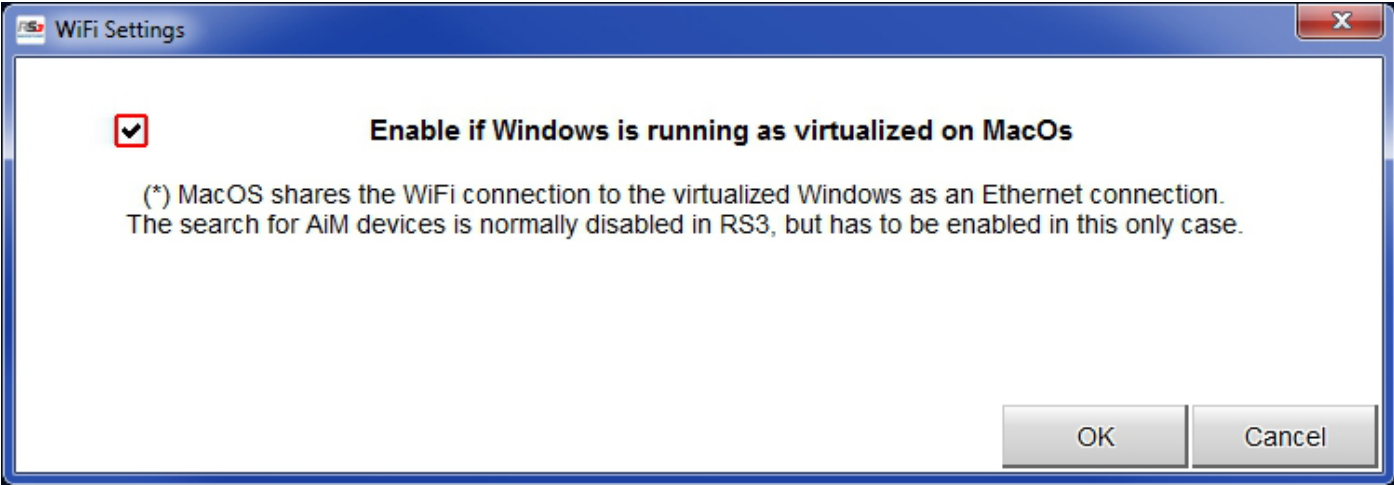 WiFi Settings
Enable if Windows is running as virtualized on MacOs
(*) MacOS shares the WiFi connection to the virtualized Windows as an Ethernet connection.
The search for AiM devices is normally disabled in RS3, but has to be enabled in this only case.
OK
Cancel